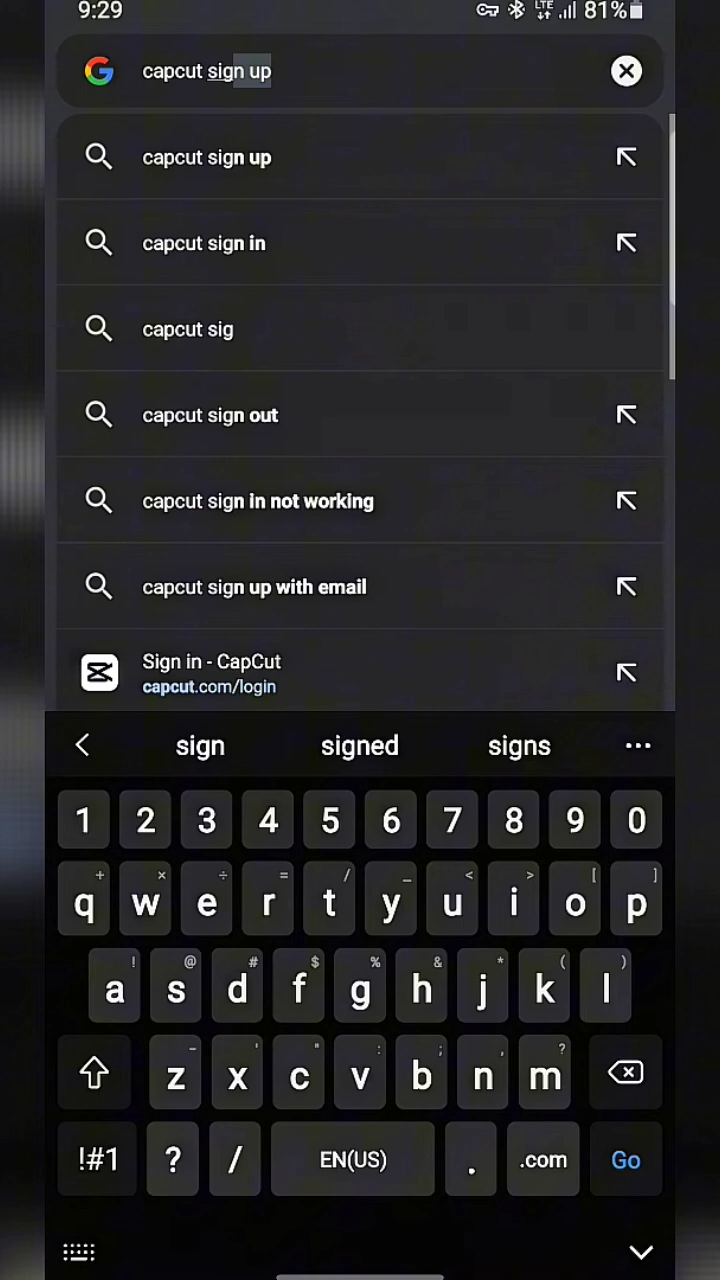 9:29 LTE 81%
capcut sign up
capcut sign up
capcut sign in
capcut sig
capcut sign out
capcut sign in not working
capcut sign up with email
Sign in - CapCut
capcut.com/login
sign signed signs
1 2 3 4 5 6 7 8 9 0
+ × ÷ = / _ < > [ ]
q w e r t y u i o p
! @ # $ % & * ( )
a s d f g h j k l
- ' " : ; , ?
z x c v b n m
!#1 ? / EN(US) . .com Go